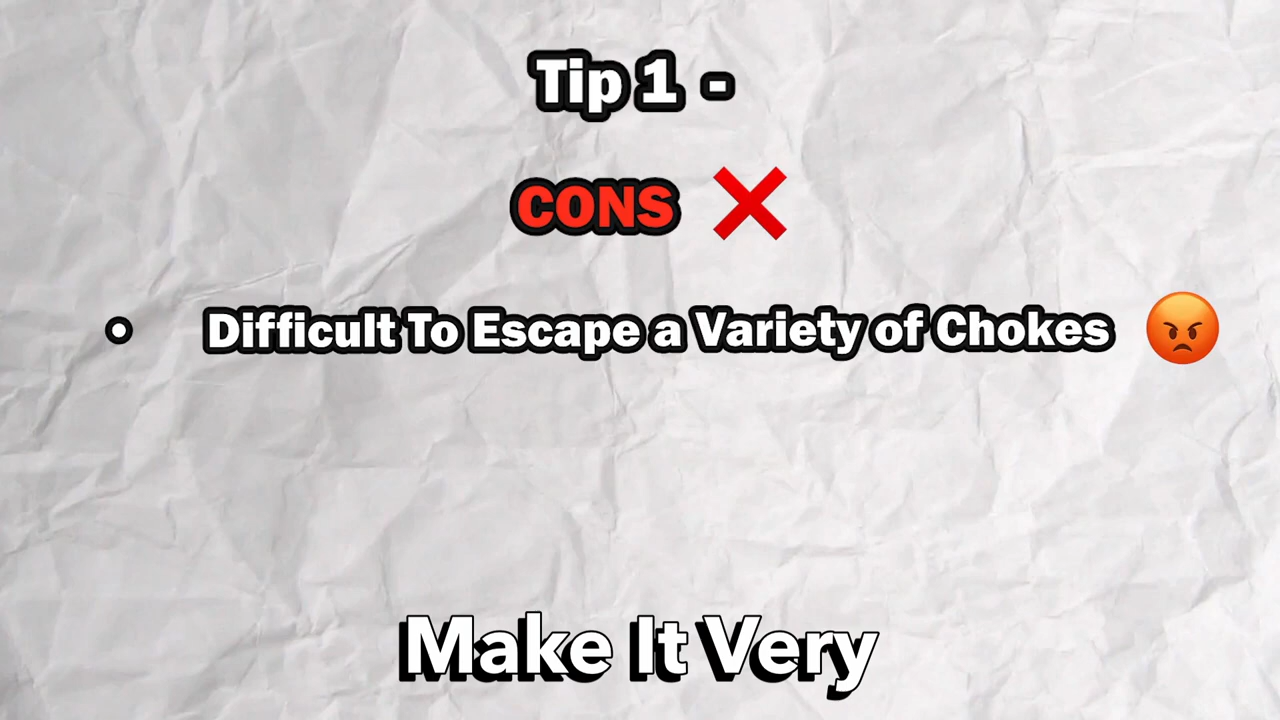 Tip 1 -
CONS ❌
• Difficult To Escape a Variety of Chokes 😡
Make It Very